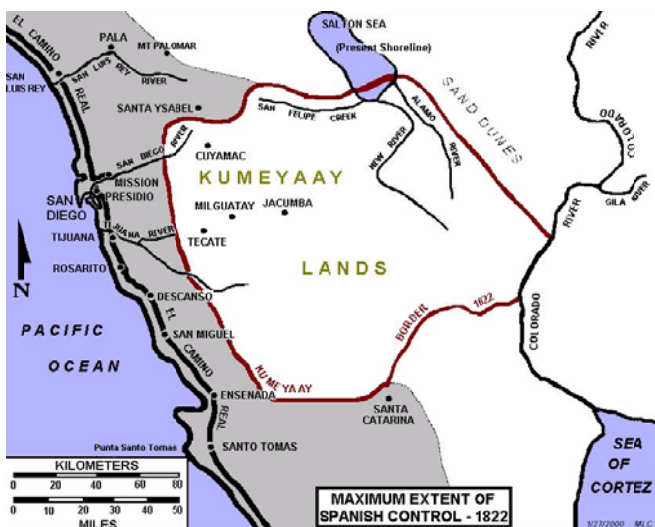 EL CAMINO
REAL
PALA
MT PALOMAR
SAN
LUIS REY
SAN LUIS REY
RIVER
SANTA YSABEL
SALTON SEA
(Present Shoreline)
SAN FELIPE CREEK
NEW RIVER
ALAMO RIVER
SAND DUNES
RIVER
COLORADO
GILA RIVER
RIVER
COLORADO
SAN DIEGO RIVER
CUYAMAC
MISSION
PRESIDIO
SAN
DIEGO
KUMEYAAY
LANDS
MILGUATAY
JACUMBA
TIJUANA RIVER
TIJUANA
TECATE
ROSARITO
N
DESCANSO
EL CAMINO REAL
SAN MIGUEL
PACIFIC
OCEAN
KUMEYAAY
BORDER
1822
ENSENADA
SANTA
CATARINA
SANTO TOMAS
Punta Santo Tomas
SEA
OF
CORTEZ
KILOMETERS
0 20 40 60 80
0 10 20 30 40 50
MILES
MAXIMUM EXTENT OF
SPANISH CONTROL - 1822
1/27/2000 MLC